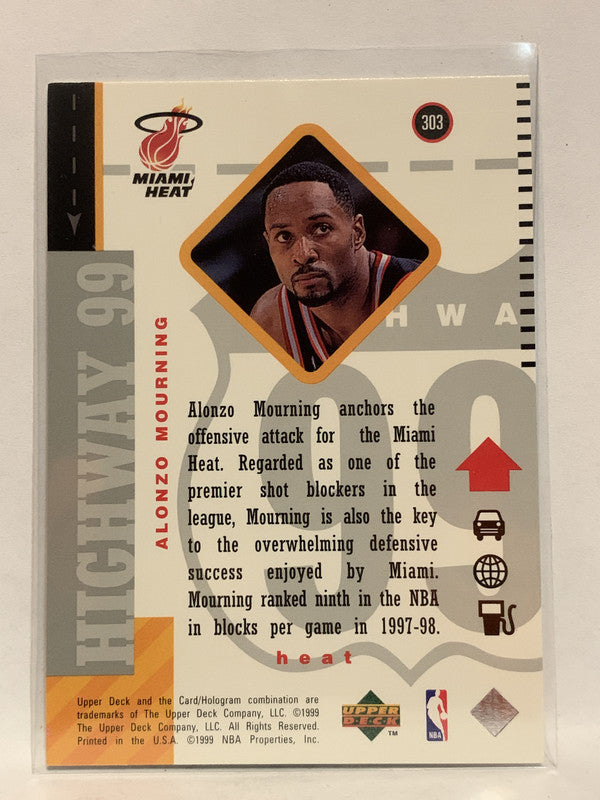 303
MIAMI
HEAT
HIGHWAY 99
ALONZO MOURNING
HWA
99
Alonzo Mourning anchors the
offensive attack for the Miami
Heat. Regarded as one of the
premier shot blockers in the
league, Mourning is also the key
to the overwhelming defensive
success enjoyed by Miami.
Mourning ranked ninth in the NBA
in blocks per game in 1997-98.
heat
Upper Deck and the Card/Hologram combination are
trademarks of The Upper Deck Company, LLC. ©1999
The Upper Deck Company, LLC. All Rights Reserved.
Printed in the U.S.A. ©1999 NBA Properties, Inc.
UPPER
DECK
TM
NBA